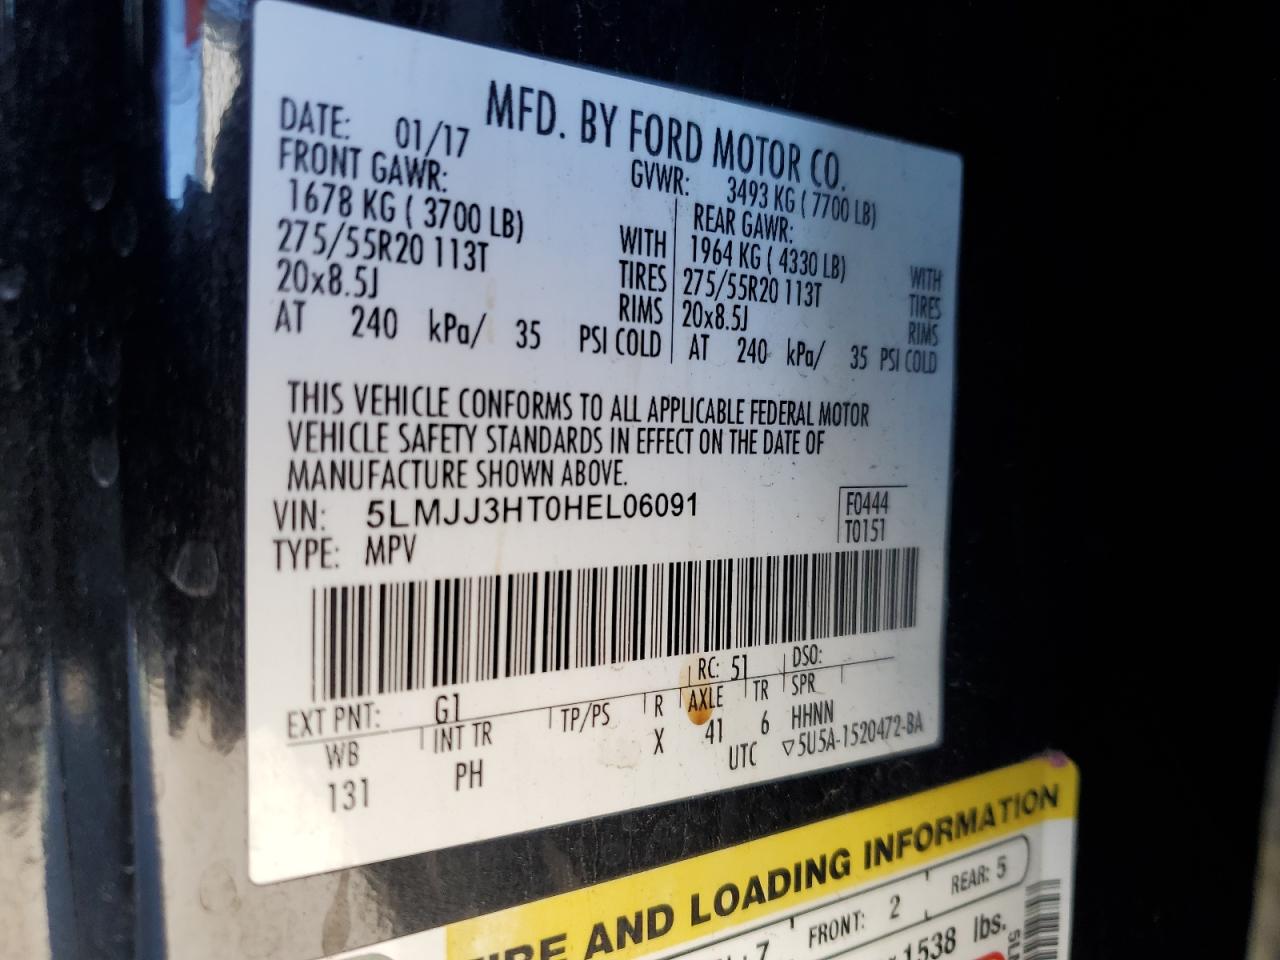 MFD. BY FORD MOTOR CO.
DATE: 01/17 GVWR: 3493 KG ( 7700 LB)
FRONT GAWR: REAR GAWR:
1678 KG ( 3700 LB) WITH 1964 KG ( 4330 LB) WITH
275/55R20 113T TIRES 275/55R20 113T TIRES
20x8.5J RIMS 20x8.5J RIMS
AT 240 kPa/ 35 PSI COLD AT 240 kPa/ 35 PSI COLD
THIS VEHICLE CONFORMS TO ALL APPLICABLE FEDERAL MOTOR
VEHICLE SAFETY STANDARDS IN EFFECT ON THE DATE OF
MANUFACTURE SHOWN ABOVE.
VIN: 5LMJJ3HT0HEL06091 F0444
TYPE: MPV T0151
EXT PNT: G1 RC: 51 DSO:
WB INT TR TP/PS R AXLE TR SPR
131 PH X 41 6 HHNN
UTC ▽5U5A-1520472-BA
AND LOADING INFORMATION
7 FRONT: 2 REAR: 5
1538 lbs.